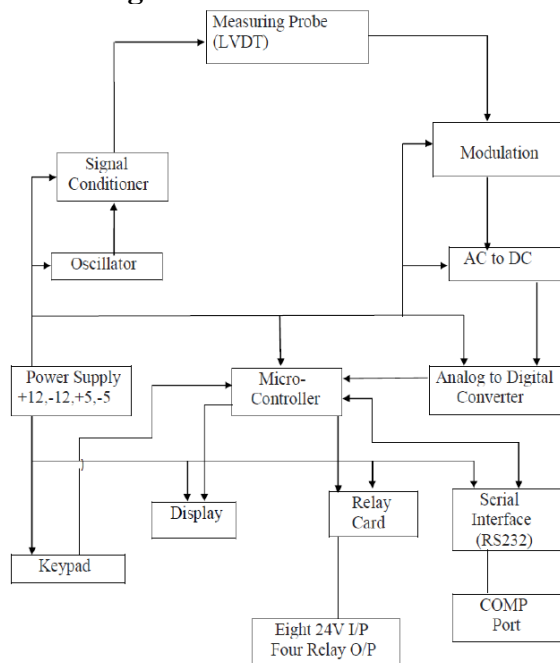 Measuring Probe
(LVDT)
Signal
Conditioner
Modulation
Oscillator
AC to DC
Power Supply
+12,-12,+5,-5
Micro-
Controller
Analog to Digital
Converter
Display
Relay
Card
Serial
Interface
(RS232)
Keypad
Eight 24V I/P
Four Relay O/P
COMP
Port